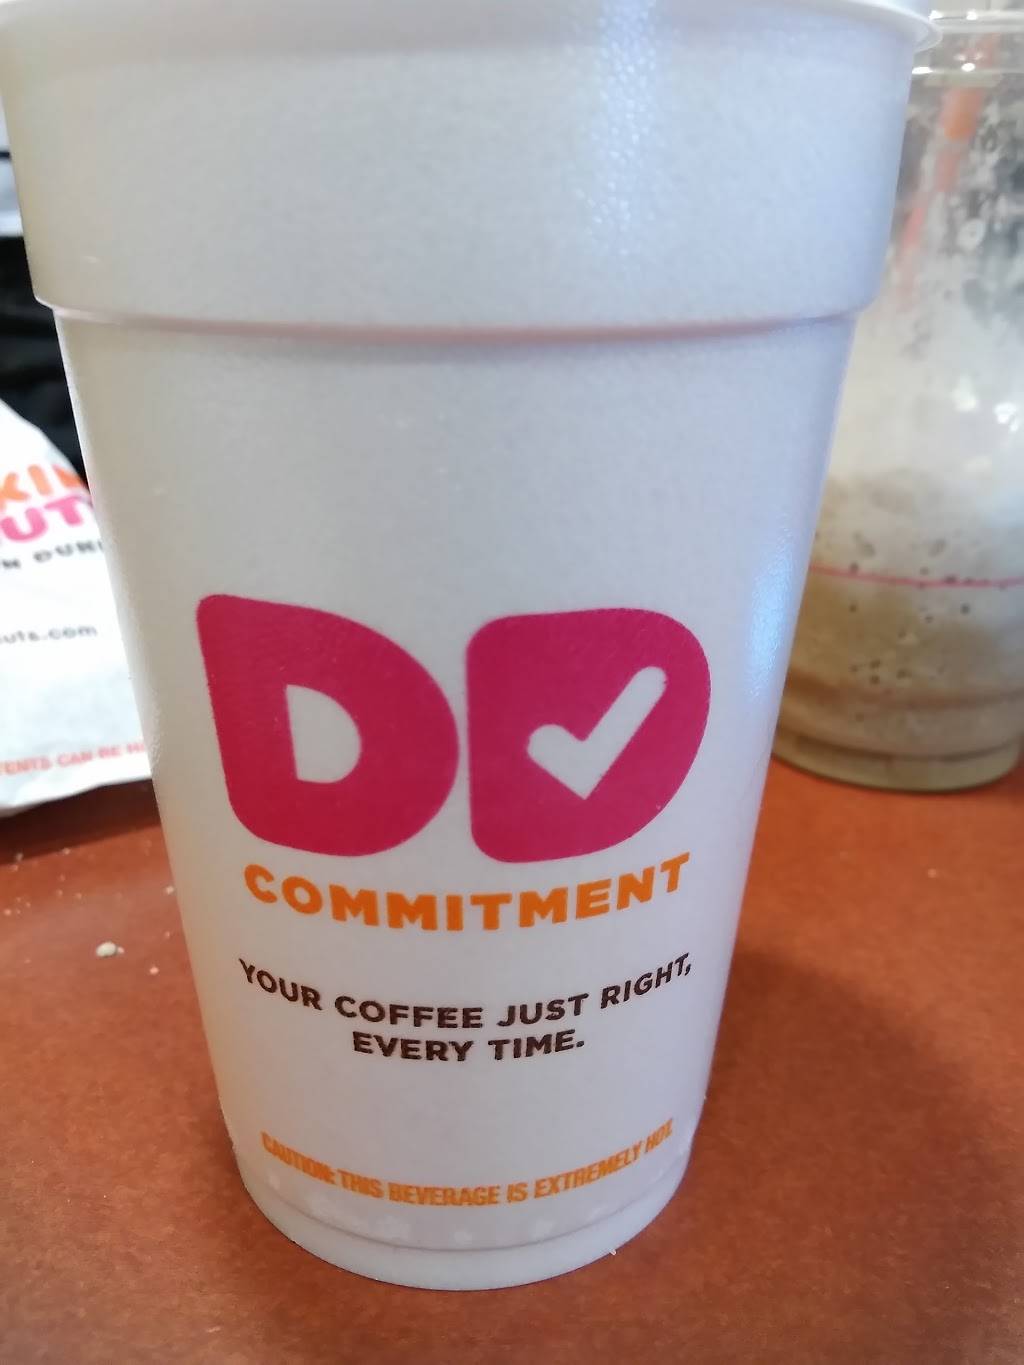 DD
COMMITMENT
YOUR COFFEE JUST RIGHT,
EVERY TIME.
CAUTION: THIS BEVERAGE IS EXTREMELY HOT